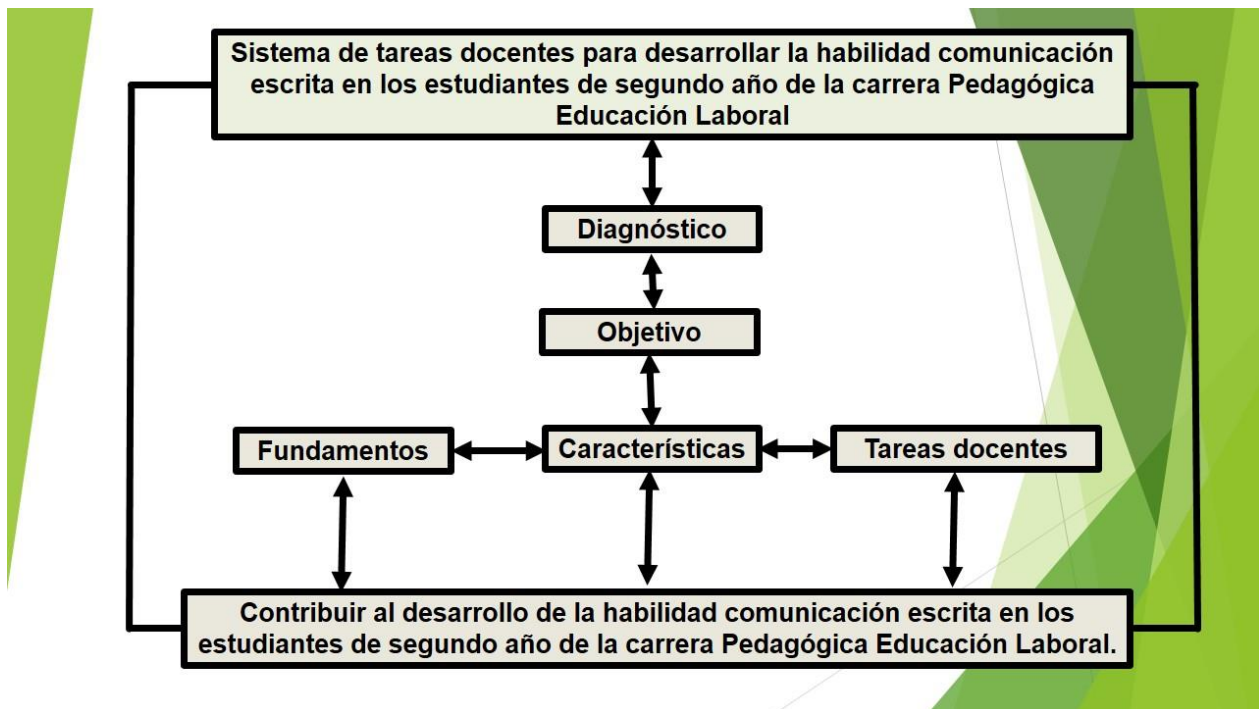 Sistema de tareas docentes para desarrollar la habilidad comunicación
escrita en los estudiantes de segundo año de la carrera Pedagógica
Educación Laboral
Diagnóstico
Objetivo
Fundamentos
Característícas
Tareas docentes
Contribuir al desarrollo de la habilidad comunicación escrita en los
estudiantes de segundo año de la carrera Pedagógica Educación Laboral.